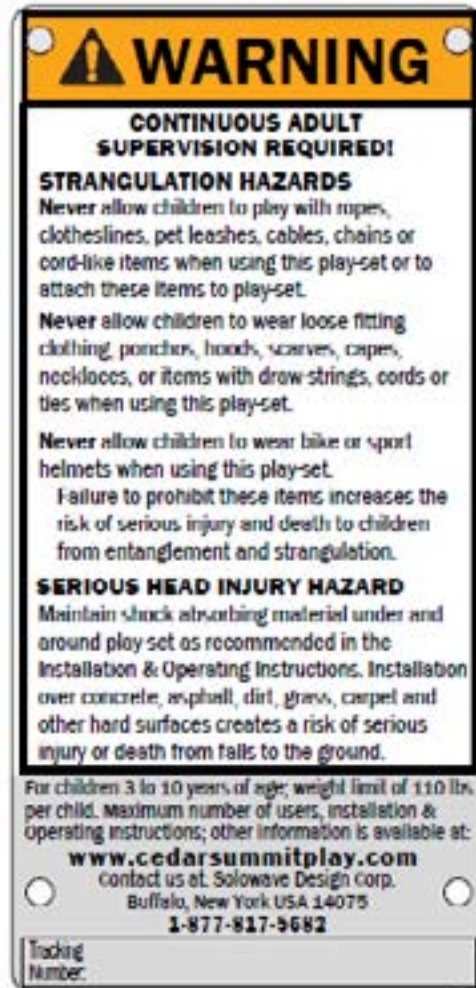 WARNING
CONTINUOUS ADULT
SUPERVISION REQUIRED!
STRANGULATION HAZARDS
Never allow children to play with ropes,
clotheslines, pet leashes, cables, chains or
cord-like items when using this play-set or to
attach these items to play-set.
Never allow children to wear loose fitting
clothing, ponchos, hoods, scarves, capes,
necklaces, or items with draw-strings, cords or
ties when using this play-set.
Never allow children to wear bike or sport
helmets when using this play-set.
Failure to prohibit these items increases the
risk of serious injury and death to children
from entanglement and strangulation.
SERIOUS HEAD INJURY HAZARD
Maintain shock absorbing material under and
around play set as recommended in the
Installation & Operating Instructions. Installation
over concrete, asphalt, dirt, grass, carpet and
other hard surfaces creates a risk of serious
injury or death from falls to the ground.
For children 3 to 10 years of age; weight limit of 110 lbs.
per child. Maximum number of users, installation &
operating instructions; other information is available at:
www.cedarsummitplay.com
Contact us at: Solowave Design Corp.
Buffalo, New York USA 14075
1-877-817-5682
Tracking
Number: